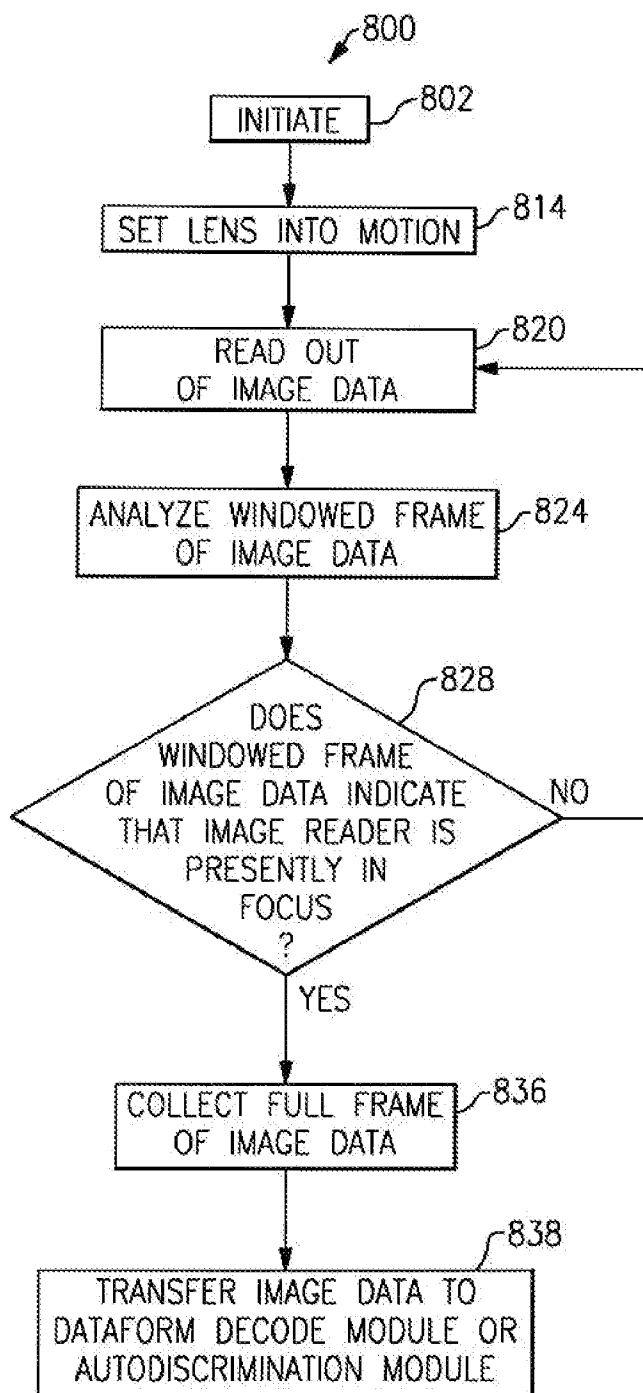 800
802
INITIATE
814
SET LENS INTO MOTION
820
READ OUT
OF IMAGE DATA
824
ANALYZE WINDOWED FRAME
OF IMAGE DATA
828
DOES
WINDOWED FRAME
OF IMAGE DATA INDICATE
THAT IMAGE READER IS
PRESENTLY IN
FOCUS
?
NO
YES
836
COLLECT FULL FRAME
OF IMAGE DATA
838
TRANSFER IMAGE DATA TO
DATAFORM DECODE MODULE OR
AUTODISCRIMINATION MODULE